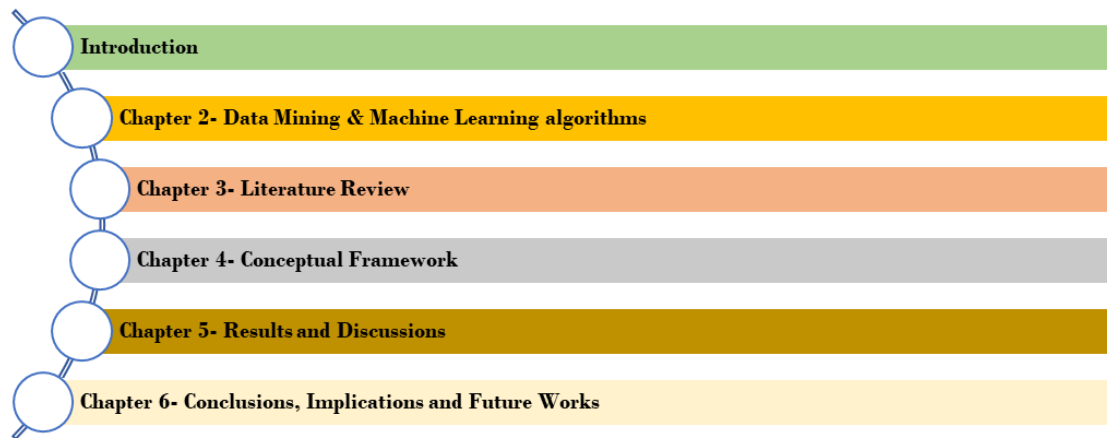 Introduction
Chapter 2- Data Mining & Machine Learning algorithms
Chapter 3- Literature Review
Chapter 4- Conceptual Framework
Chapter 5- Results and Discussions
Chapter 6- Conclusions, Implications and Future Works